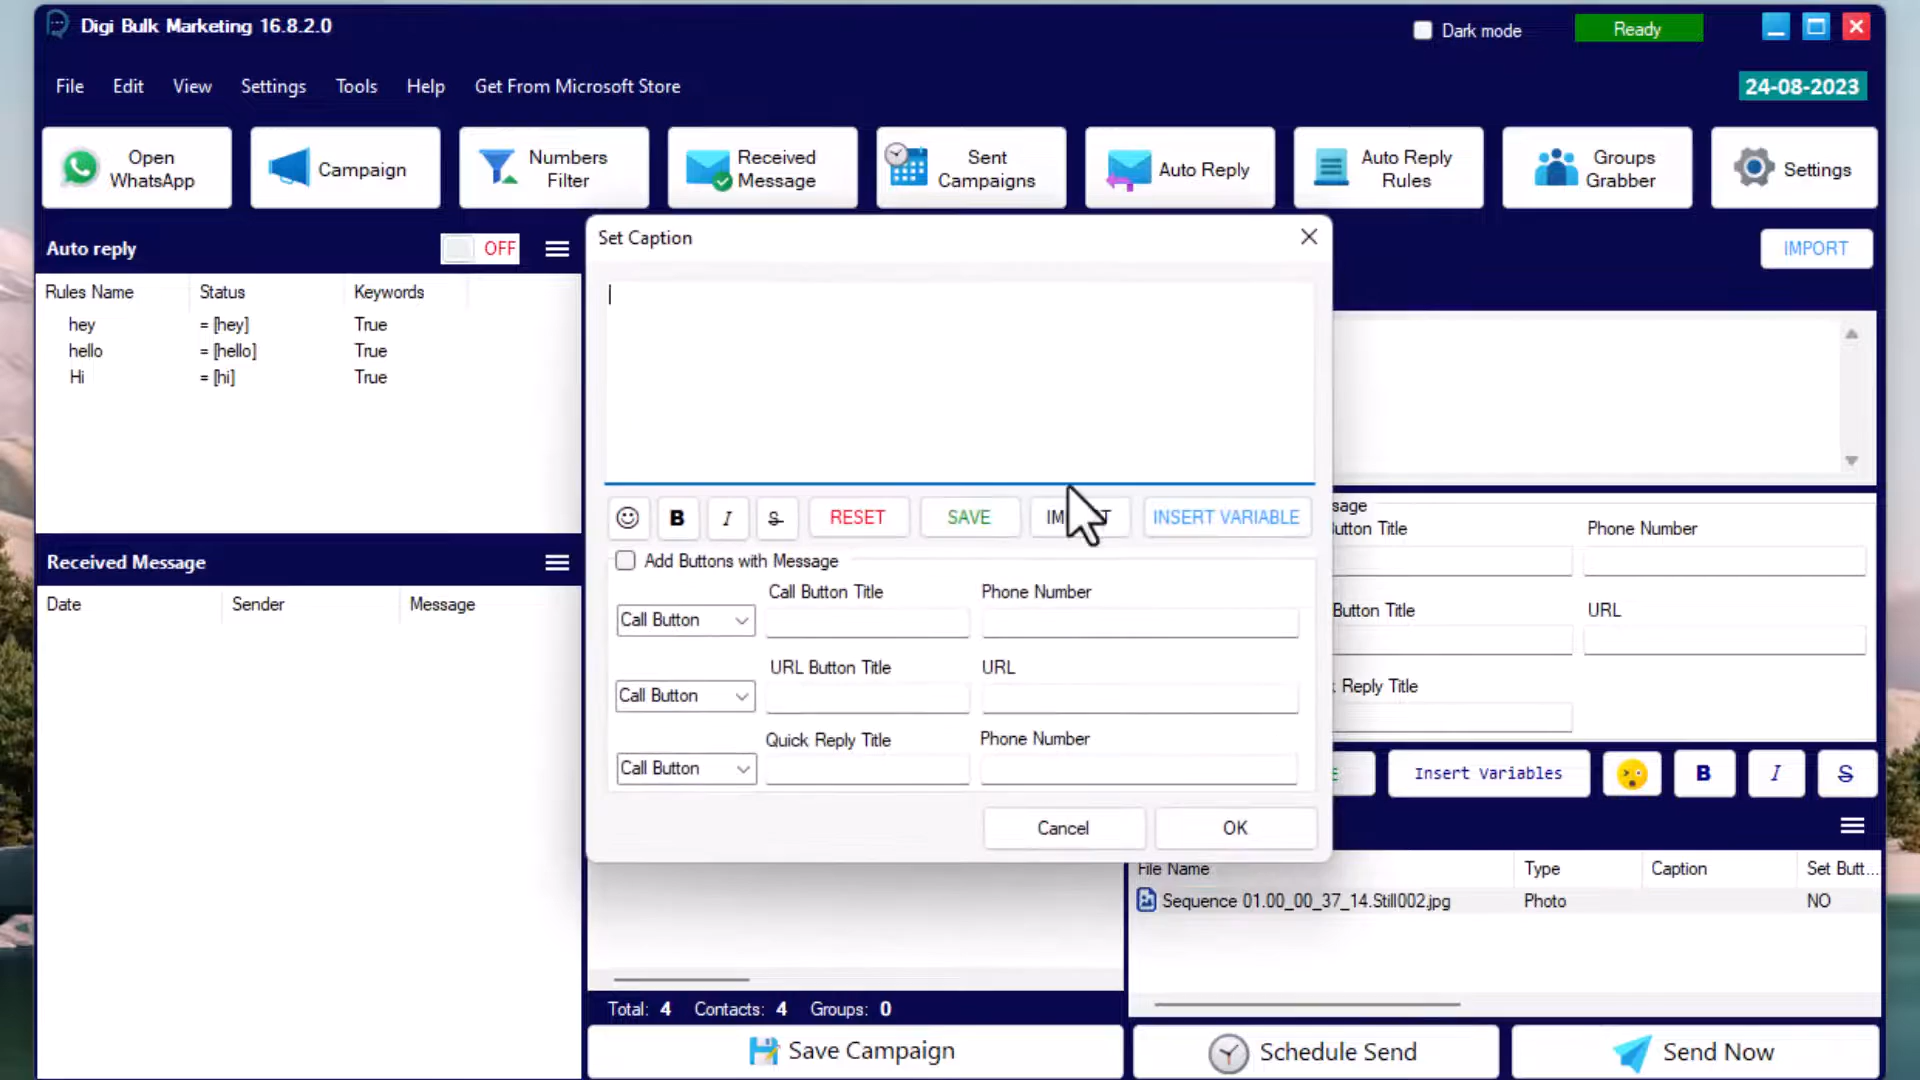 Digi Bulk Marketing 16.8.2.0
Dark mode
Ready
File Edit View Settings Tools Help Get From Microsoft Store
24-08-2023
Open WhatsApp
Campaign
Numbers Filter
Received Message
Sent Campaigns
Auto Reply
Auto Reply Rules
Groups Grabber
Settings
Auto reply
OFF
IMPORT
Rules Name Status Keywords
hey = [hey] True
hello = [hello] True
Hi = [hi] True
Received Message
Date Sender Message
Set Caption
B I S RESET SAVE INSERT VARIABLE
Add Buttons with Message
Call Button Title Phone Number
Call Button
URL Button Title URL
Call Button
Quick Reply Title Phone Number
Call Button
Cancel OK
Phone Number
Button Title URL
Reply Title
Insert Variables B I S
File Name Type Caption Set Butt...
Sequence 01.00_00_37_14.Still002.jpg Photo NO
Total: 4 Contacts: 4 Groups: 0
Save Campaign
Schedule Send
Send Now